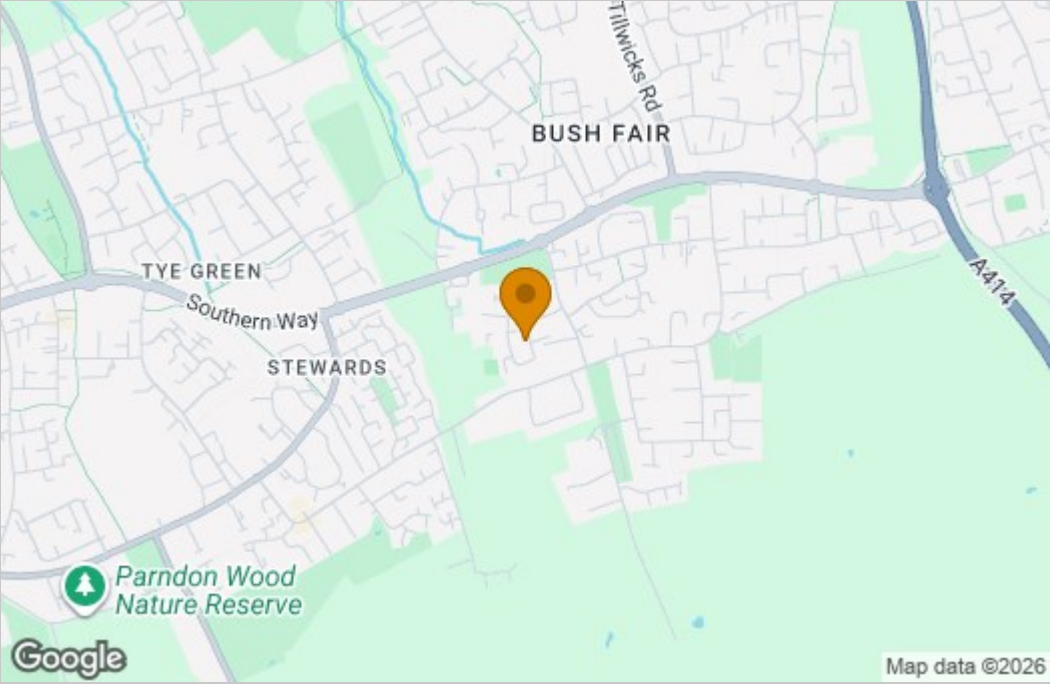 Tillwicks Rd
BUSH FAIR
TYE GREEN
Southern Way
A414
STEWARDS
Parndon Wood
Nature Reserve
Google
Map data ©2026